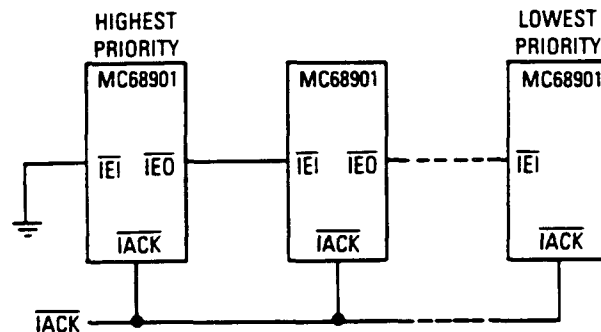 HIGHEST
PRIORITY
LOWEST
PRIORITY
MC68901
MC68901
MC68901
IEI IEO
IEI IEO
IEI
IACK
IACK
IACK
IACK